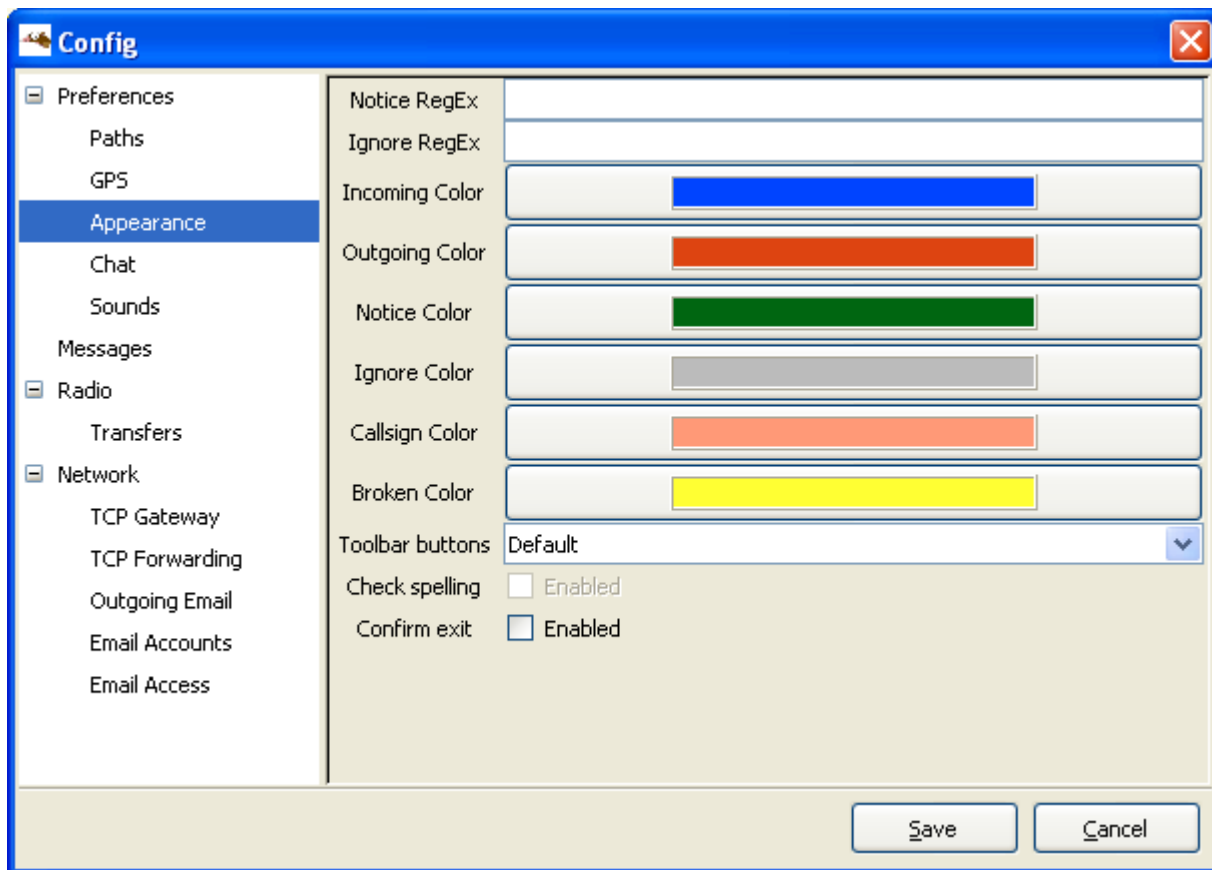 Config
Preferences
Paths
GPS
Appearance
Chat
Sounds
Messages
Radio
Transfers
Network
TCP Gateway
TCP Forwarding
Outgoing Email
Email Accounts
Email Access
Notice RegEx
Ignore RegEx
Incoming Color
Outgoing Color
Notice Color
Ignore Color
Callsign Color
Broken Color
Toolbar buttons Default
Check spelling Enabled
Confirm exit Enabled
Save Cancel